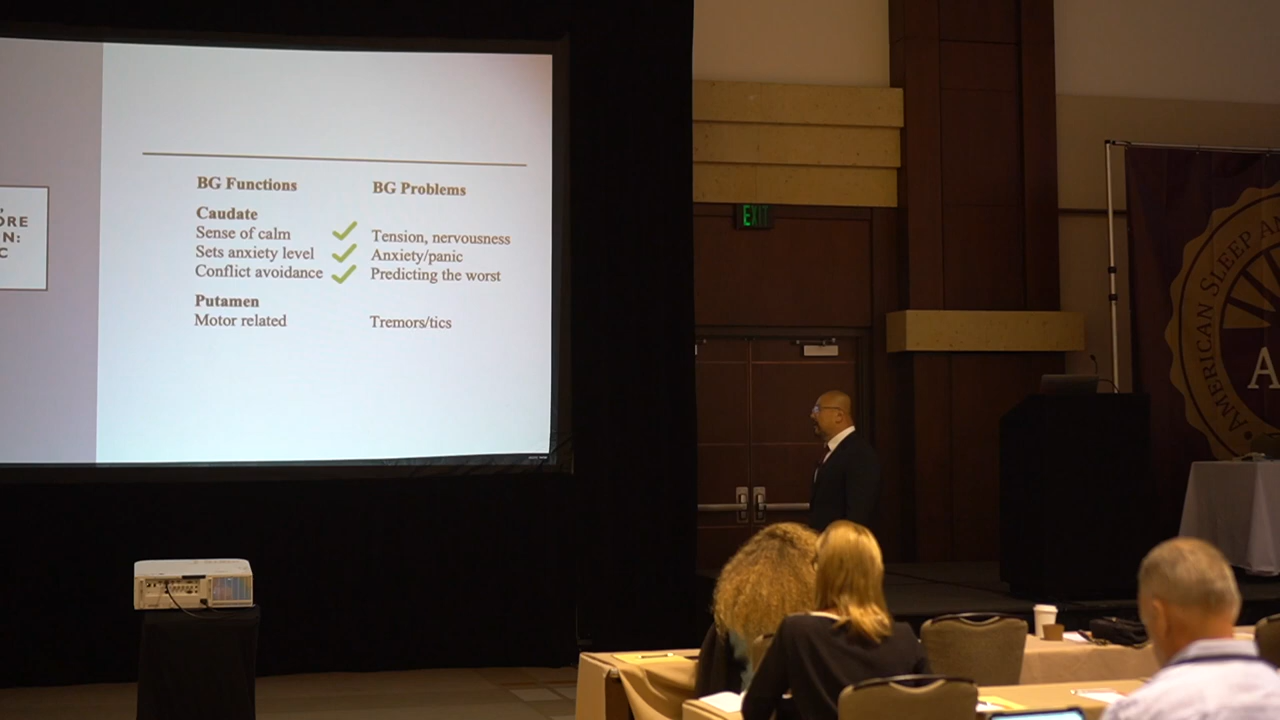 ORE
N:
C
BG Functions BG Problems
Caudate
Sense of calm Tension, nervousness
Sets anxiety level Anxiety/panic
Conflict avoidance Predicting the worst
Putamen
Motor related Tremors/tics
EXIT
AMERICAN SLEEP A
A